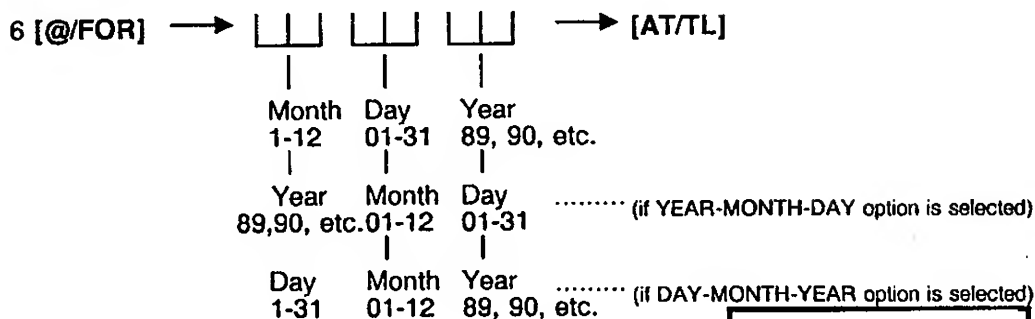 6 [@/FOR] [AT/TL]
Month Day Year
1-12 01-31 89, 90, etc.
Year Month Day ......... (if YEAR-MONTH-DAY option is selected)
89,90, etc. 01-12 01-31
Day Month Year ......... (if DAY-MONTH-YEAR option is selected)
1-31 01-12 89, 90, etc.